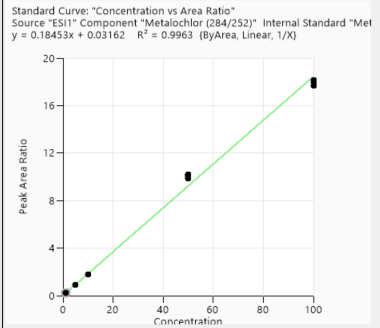 Standard Curve: "Concentration vs Area Ratio"
Source "ESI1" Component "Metalochlor (284/252)" Internal Standard "Met
y = 0.18453x + 0.03162 R² = 0.9963 (ByArea, Linear, 1/X)
20
16
12
8
4
0
Peak Area Ratio
0 20 40 60 80 100
Concentration